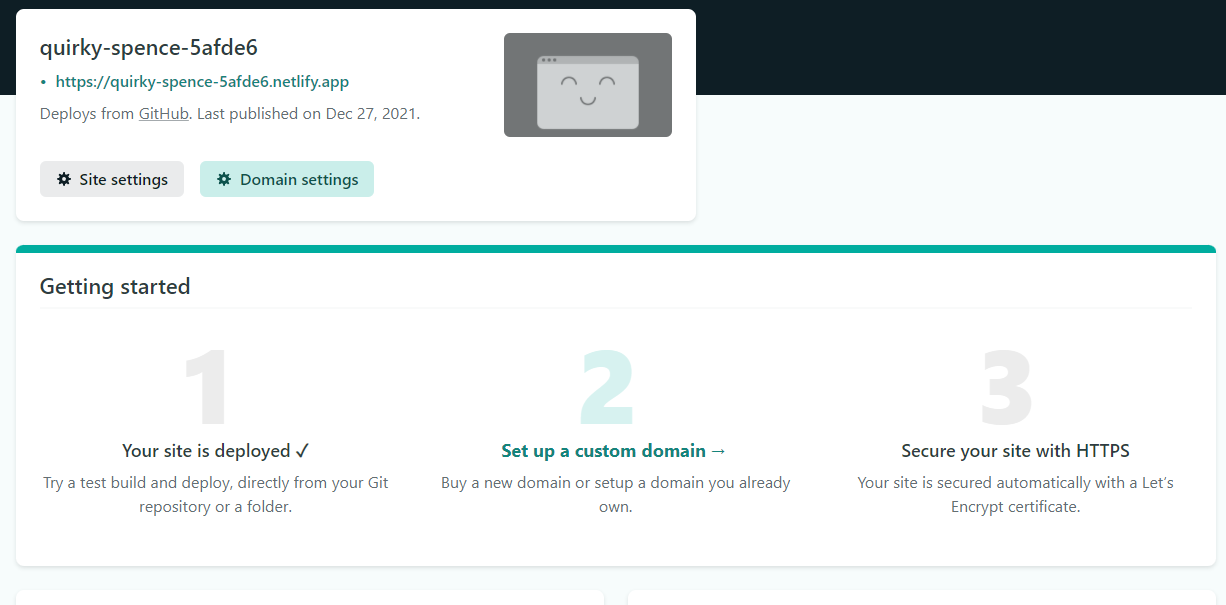 quirky-spence-5afde6
• https://quirky-spence-5afde6.netlify.app
Deploys from GitHub. Last published on Dec 27, 2021.
Site settings
Domain settings
Getting started
1
Your site is deployed ✓
Try a test build and deploy, directly from your Git
repository or a folder.
2
Set up a custom domain →
Buy a new domain or setup a domain you already
own.
3
Secure your site with HTTPS
Your site is secured automatically with a Let’s
Encrypt certificate.